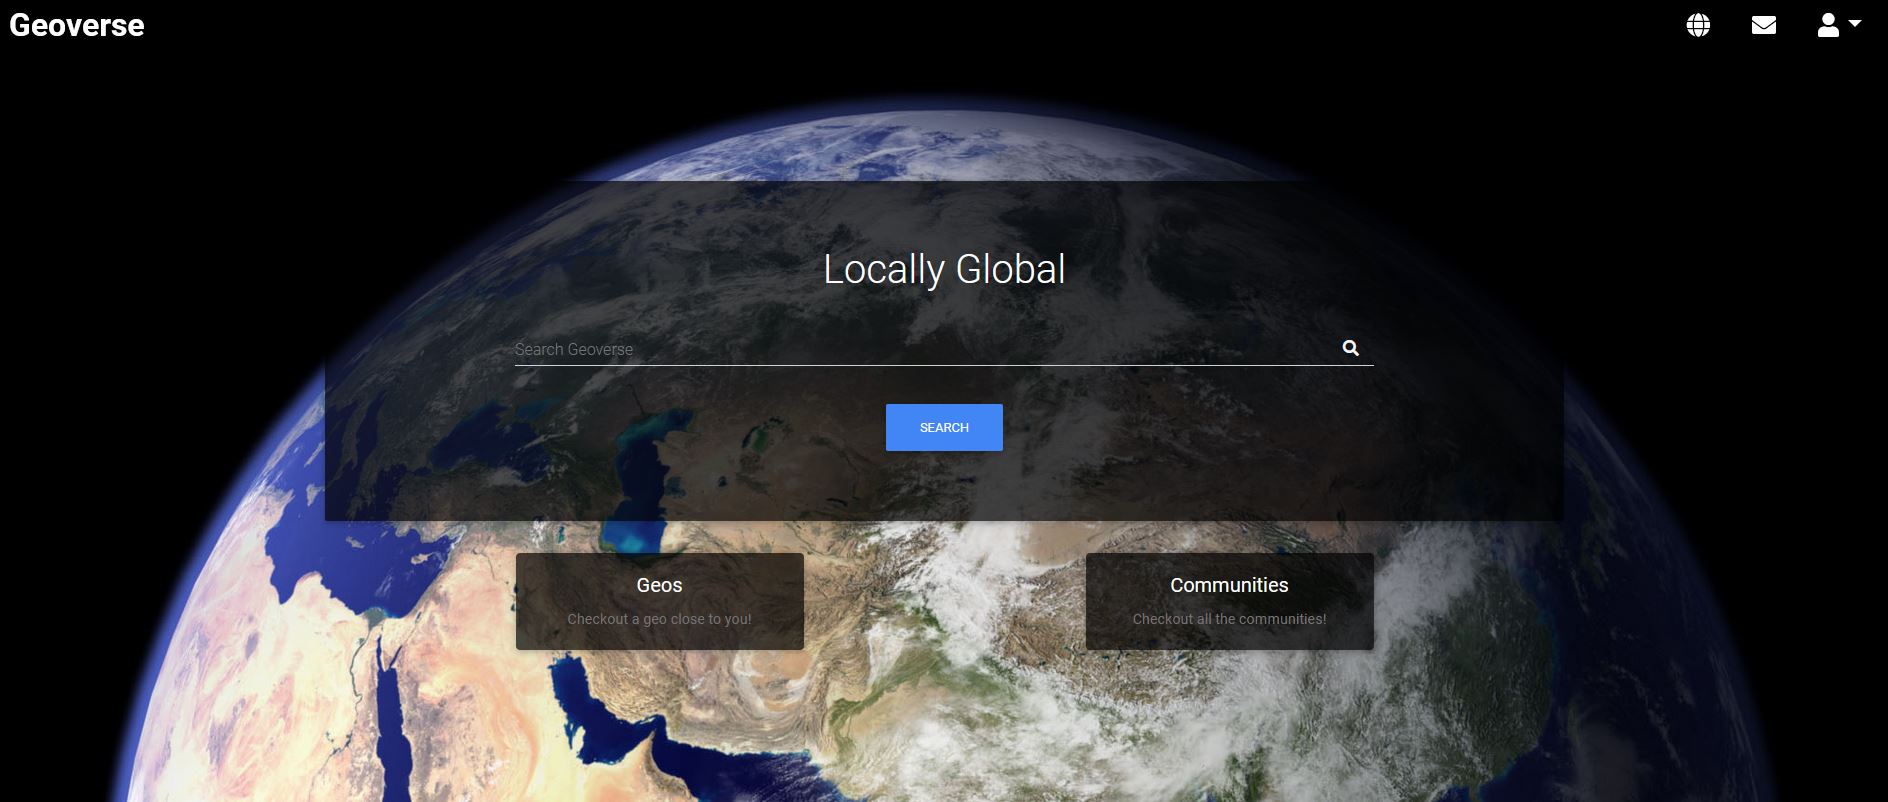 Geoverse
Locally Global
Search Geoverse
SEARCH
Geos
Checkout a geo close to you!
Communities
Checkout all the communities!